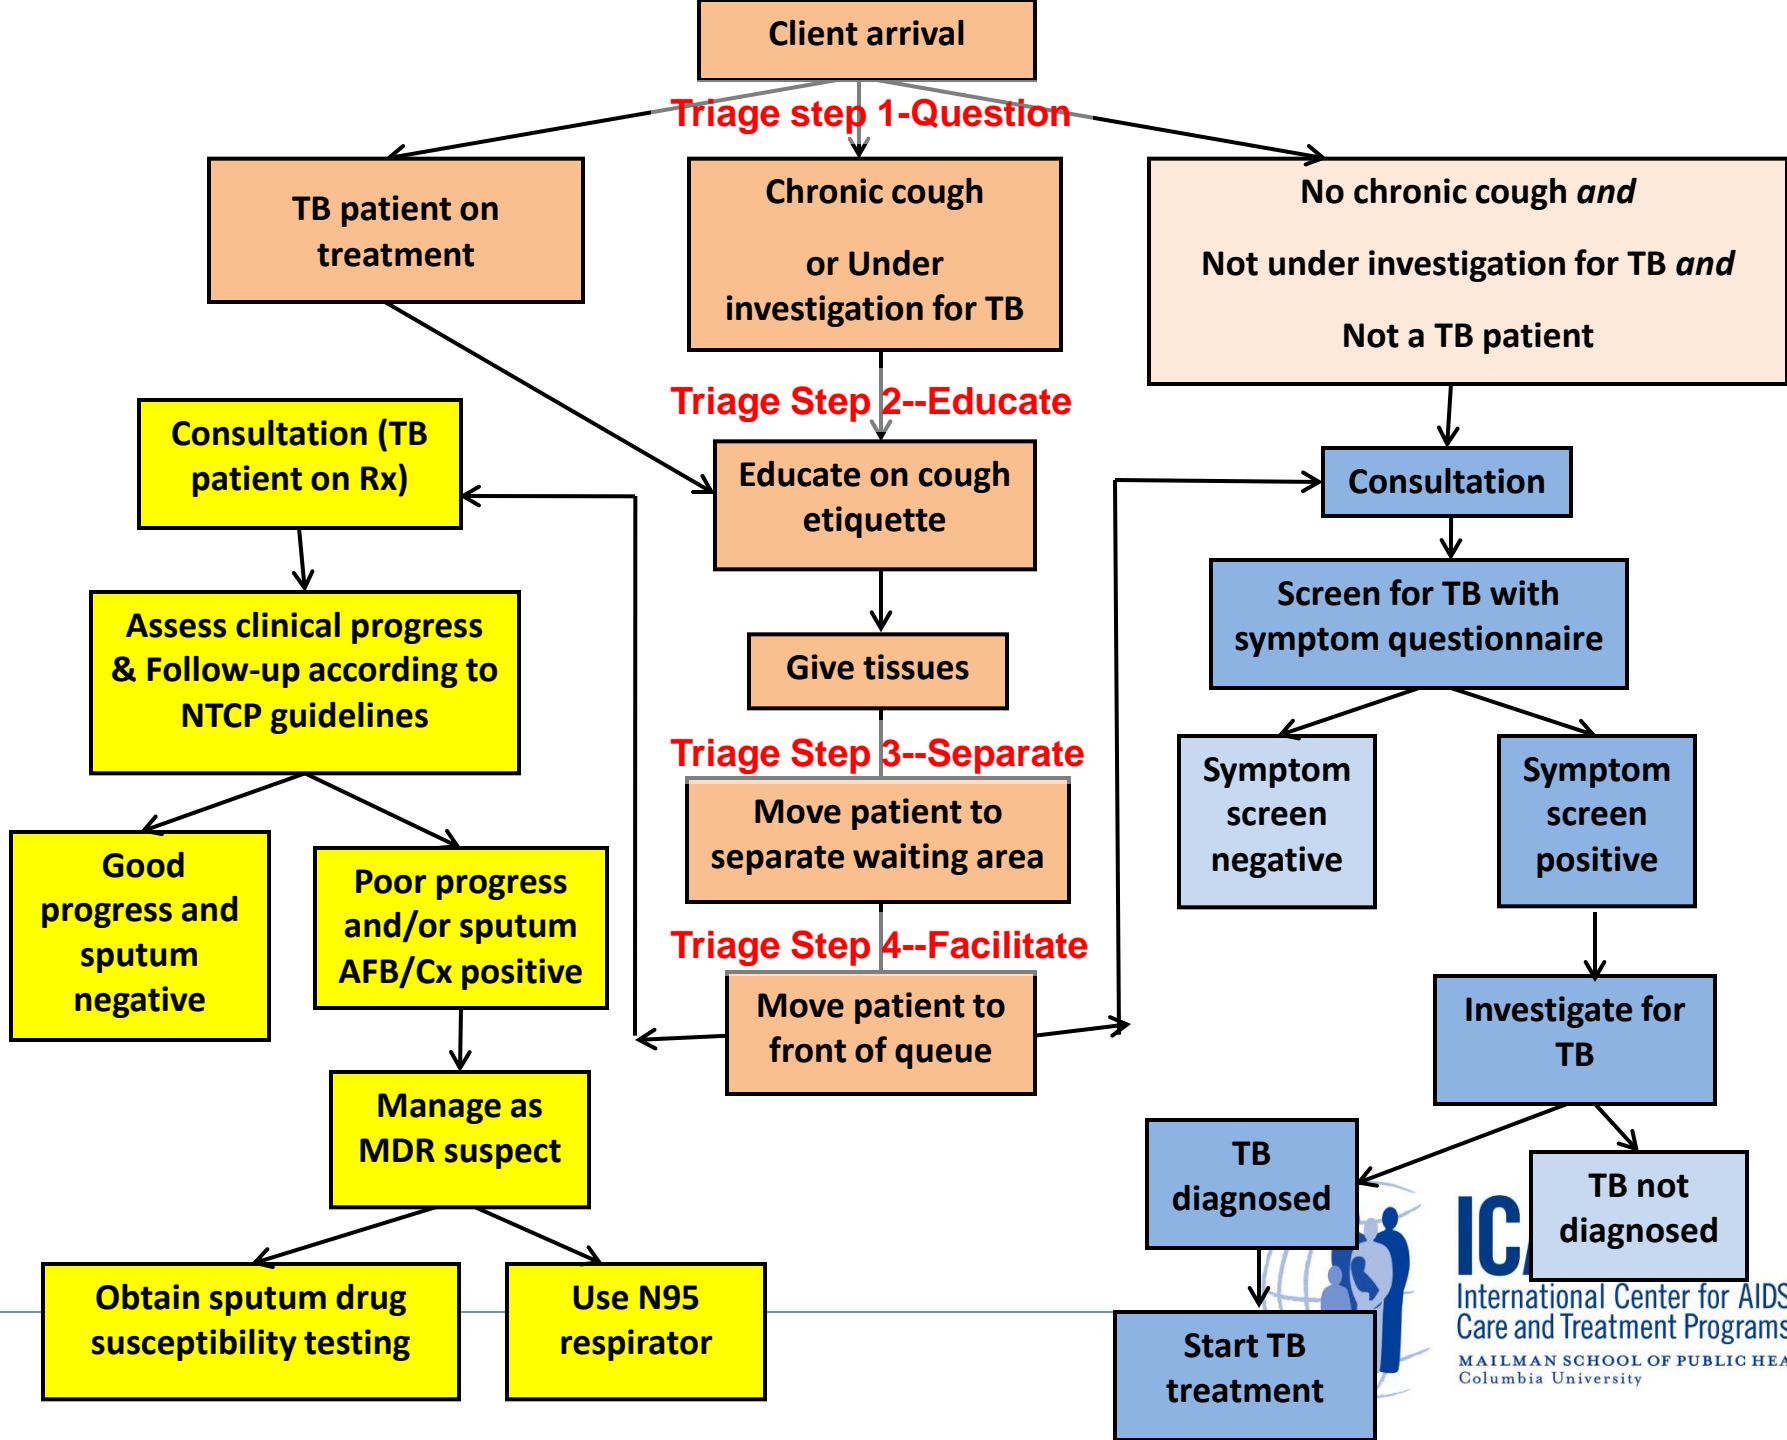 Client arrival
Triage step 1-Question
TB patient on
treatment
Chronic cough
or Under
investigation for TB
No chronic cough and
Not under investigation for TB and
Not a TB patient
Triage Step 2--Educate
Consultation (TB
patient on Rx)
Educate on cough
etiquette
Consultation
Assess clinical progress
& Follow-up according to
NTCP guidelines
Give tissues
Screen for TB with
symptom questionnaire
Triage Step 3--Separate
Move patient to
separate waiting area
Symptom
screen
negative
Symptom
screen
positive
Good
progress and
sputum
negative
Poor progress
and/or sputum
AFB/Cx positive
Triage Step 4--Facilitate
Move patient to
front of queue
Investigate for
TB
Manage as
MDR suspect
TB
diagnosed
TB not
diagnosed
Obtain sputum drug
susceptibility testing
Use N95
respirator
Start TB
treatment
International Center for AIDS
Care and Treatment Programs
MAILMAN SCHOOL OF PUBLIC HEA
Columbia University